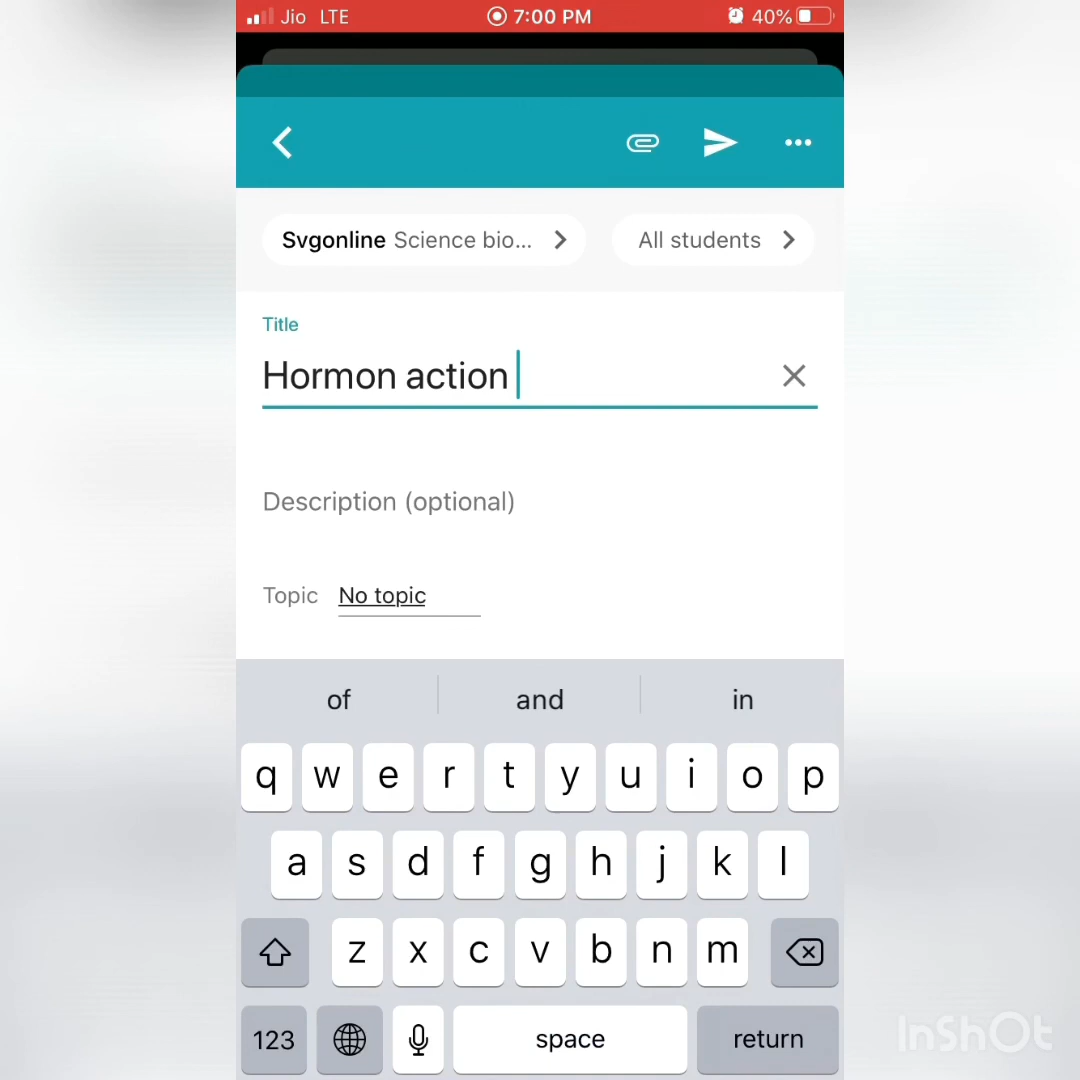 Jio LTE 7:00 PM 40%
Svgonline Science bio... All students
Title
Hormon action
Description (optional)
Topic No topic
of and in
q w e r t y u i o p
a s d f g h j k l
z x c v b n m
123 space return
InShOt